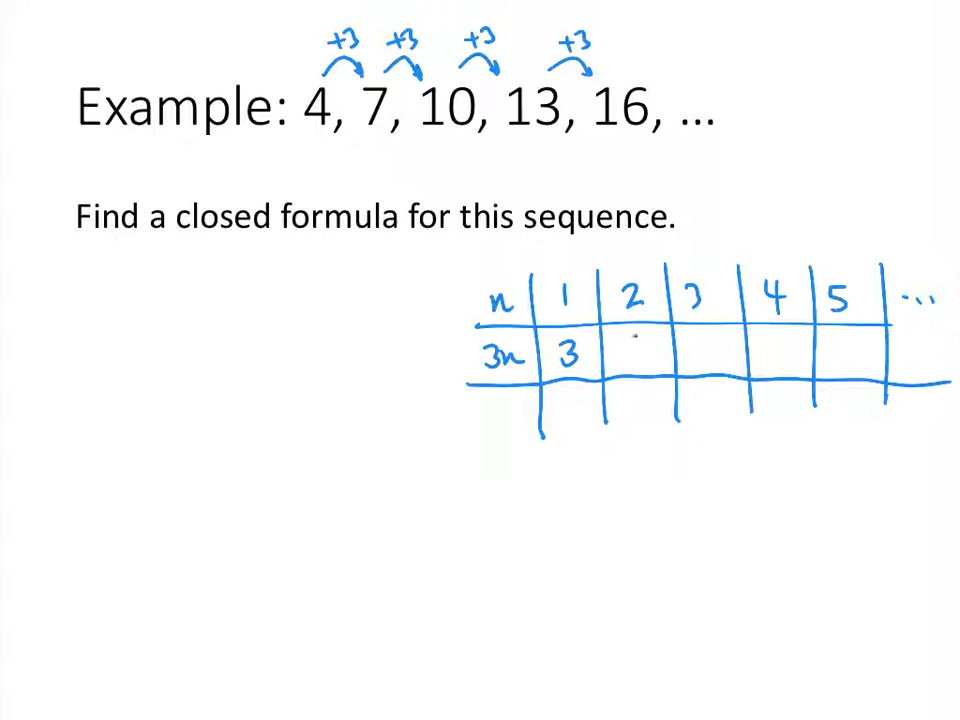 +3 +3 +3 +3
Example: 4, 7, 10, 13, 16, ...
Find a closed formula for this sequence.
n 1 2 3 4 5 ...
3n 3